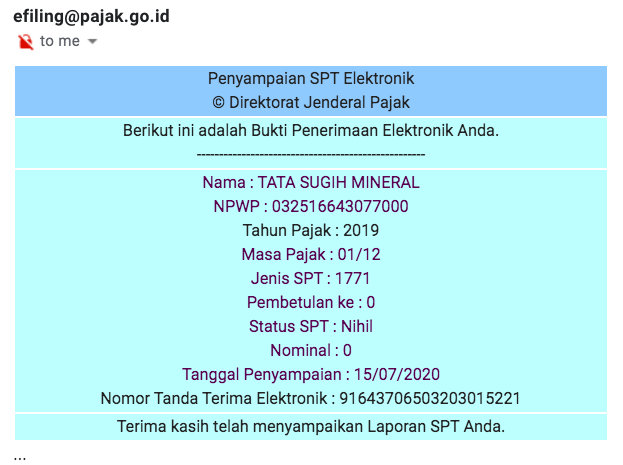 efiling@pajak.go.id
to me
Penyampaian SPT Elektronik
© Direktorat Jenderal Pajak
Berikut ini adalah Bukti Penerimaan Elektronik Anda.
----------------------------------------------------
Nama : TATA SUGIH MINERAL
NPWP : 032516643077000
Tahun Pajak : 2019
Masa Pajak : 01/12
Jenis SPT : 1771
Pembetulan ke : 0
Status SPT : Nihil
Nominal : 0
Tanggal Penyampaian : 15/07/2020
Nomor Tanda Terima Elektronik : 91643706503203015221
Terima kasih telah menyampaikan Laporan SPT Anda.
...